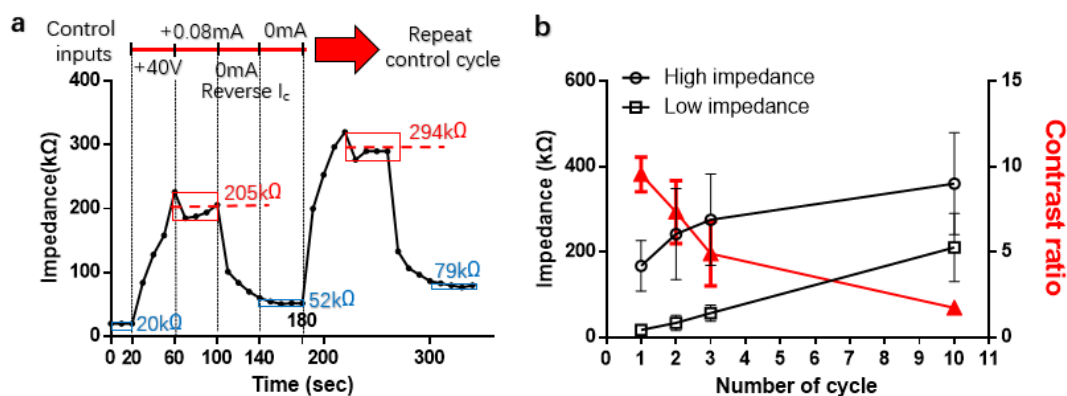 a
Control inputs
+0.08mA
0mA
Repeat control cycle
+40V
0mA
Reverse I_c
Impedance(kΩ)
400
300
200
100
0
294kΩ
205kΩ
79kΩ
52kΩ
20kΩ
180
0 20 60 100 140 200 300
Time (sec)
b
High impedance
Low impedance
Impedance (kΩ)
600
400
200
0
15
10
5
0
Contrast ratio
0 1 2 3 4 5 6 7 8 9 10 11
Number of cycle